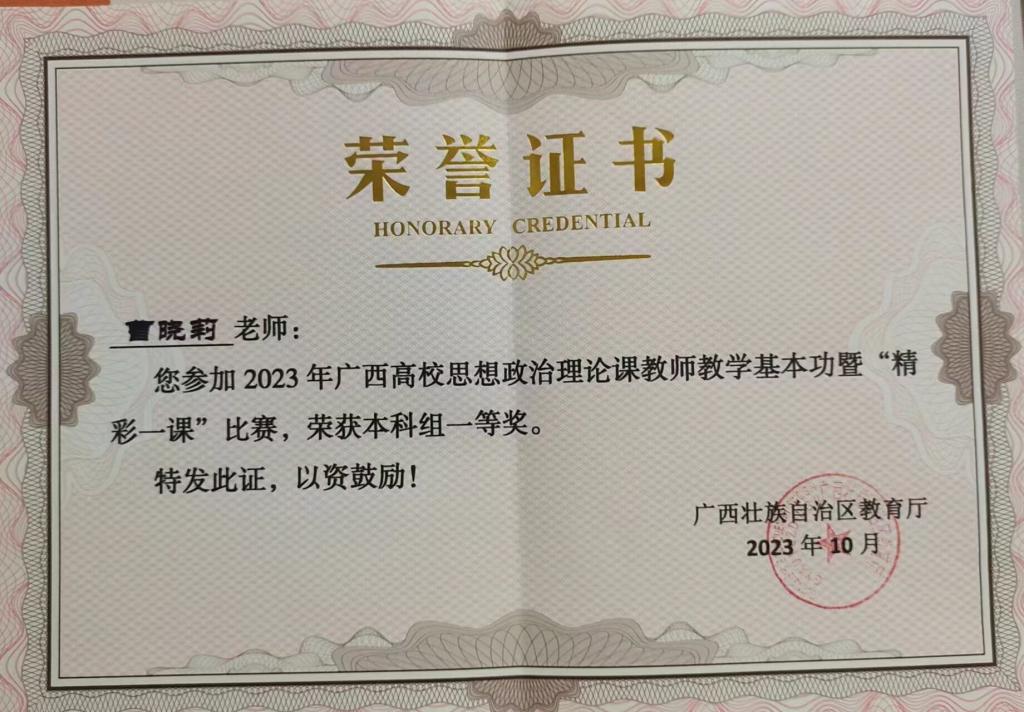 荣誉证书
HONORARY CREDENTIAL
曹晓莉 老师：
您参加 2023 年广西高校思想政治理论课教师教学基本功暨“精
彩一课”比赛，荣获本科组一等奖。
特发此证，以资鼓励！
广西壮族自治区教育厅
2023 年 10 月